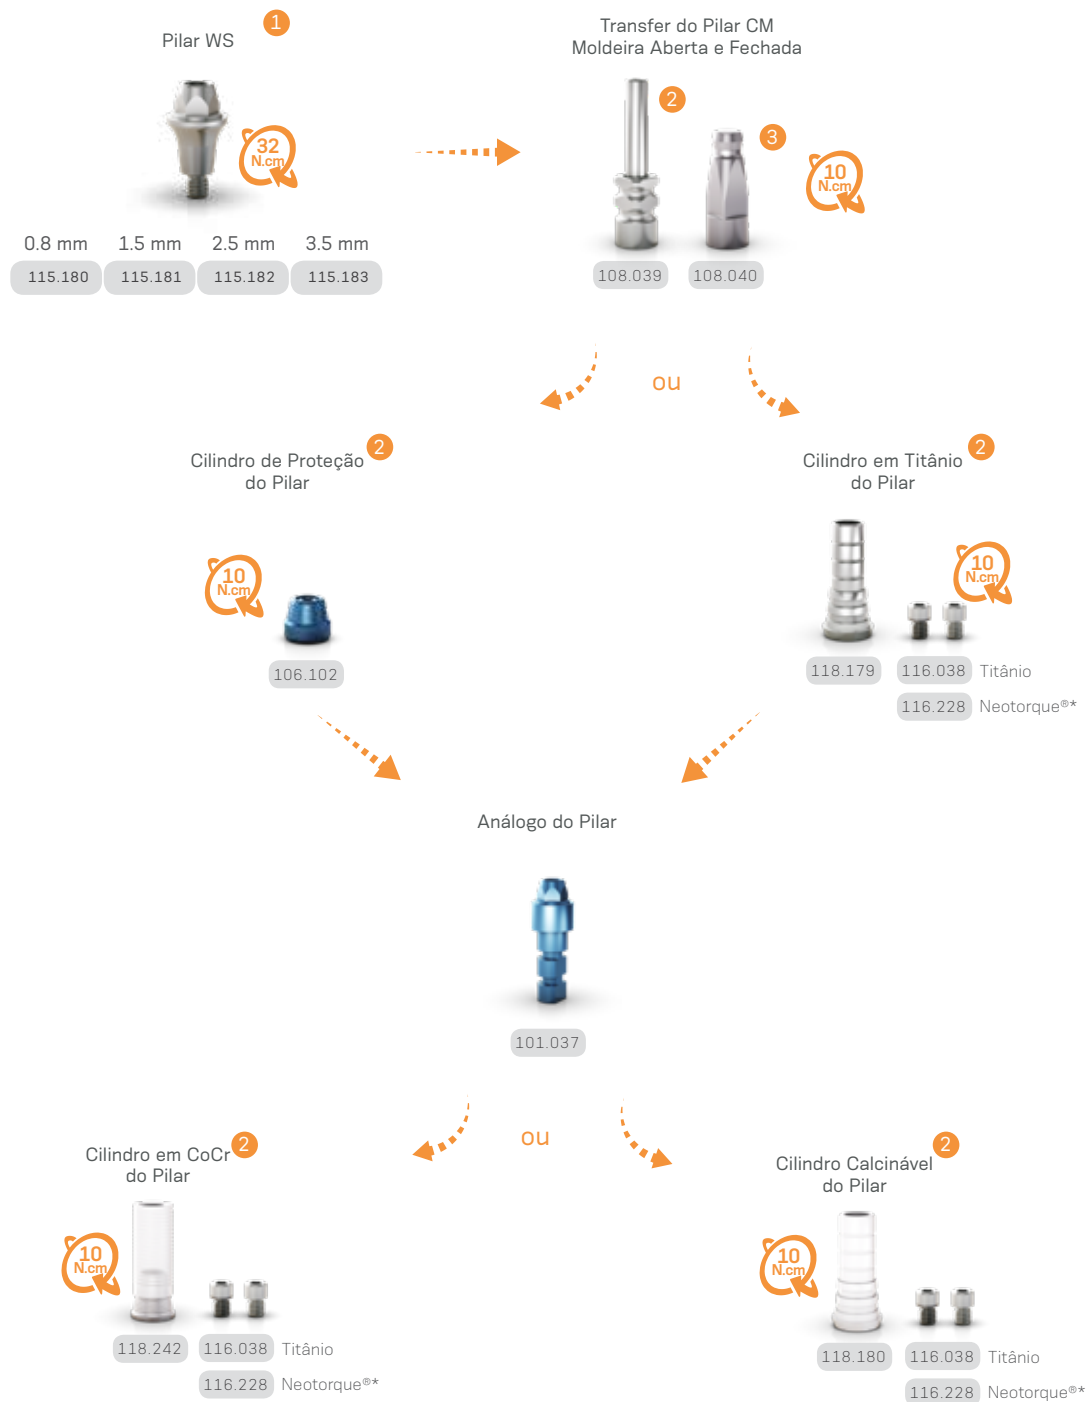 Pilar WS
1
32
N.cm
0.8 mm 1.5 mm 2.5 mm 3.5 mm
115.180 115.181 115.182 115.183
Transfer do Pilar CM
Moldeira Aberta e Fechada
2
3
10
N.cm
108.039 108.040
ou
Cilindro de Proteção 2
do Pilar
10
N.cm
106.102
Cilindro em Titânio 2
do Pilar
10
N.cm
118.179 116.038 Titânio
116.228 Neotorque®*
Análogo do Pilar
101.037
ou
Cilindro em CoCr 2
do Pilar
10
N.cm
118.242 116.038 Titânio
116.228 Neotorque®*
Cilindro Calcinável 2
do Pilar
10
N.cm
118.180 116.038 Titânio
116.228 Neotorque®*